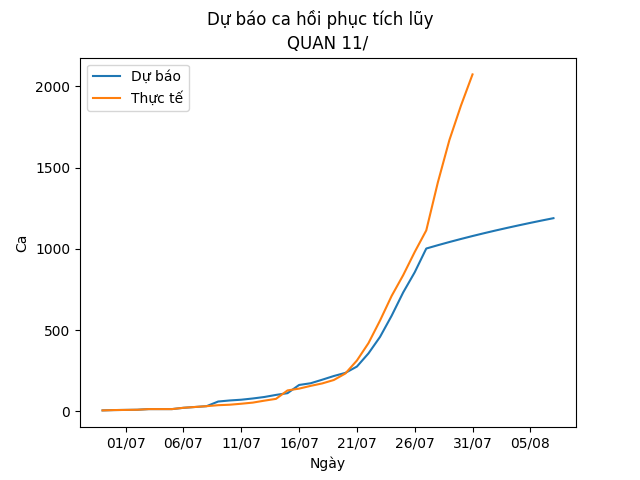 Dự báo ca hồi phục tích lũy
QUAN 11/
Dự báo
Thực tế
2000
1500
1000
500
0
Ca
01/07 06/07 11/07 16/07 21/07 26/07 31/07 05/08
Ngày